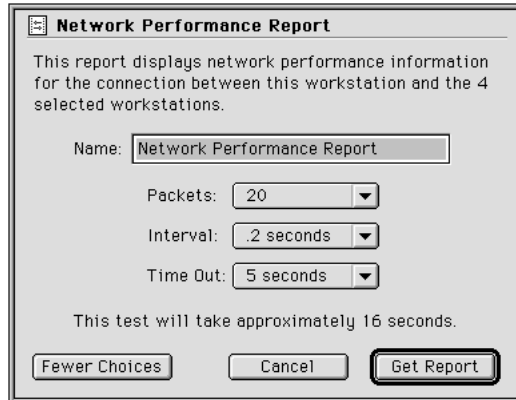 Network Performance Report
This report displays network performance information
for the connection between this workstation and the 4
selected workstations.
Name: Network Performance Report
Packets: 20
Interval: .2 seconds
Time Out: 5 seconds
This test will take approximately 16 seconds.
Fewer Choices Cancel Get Report